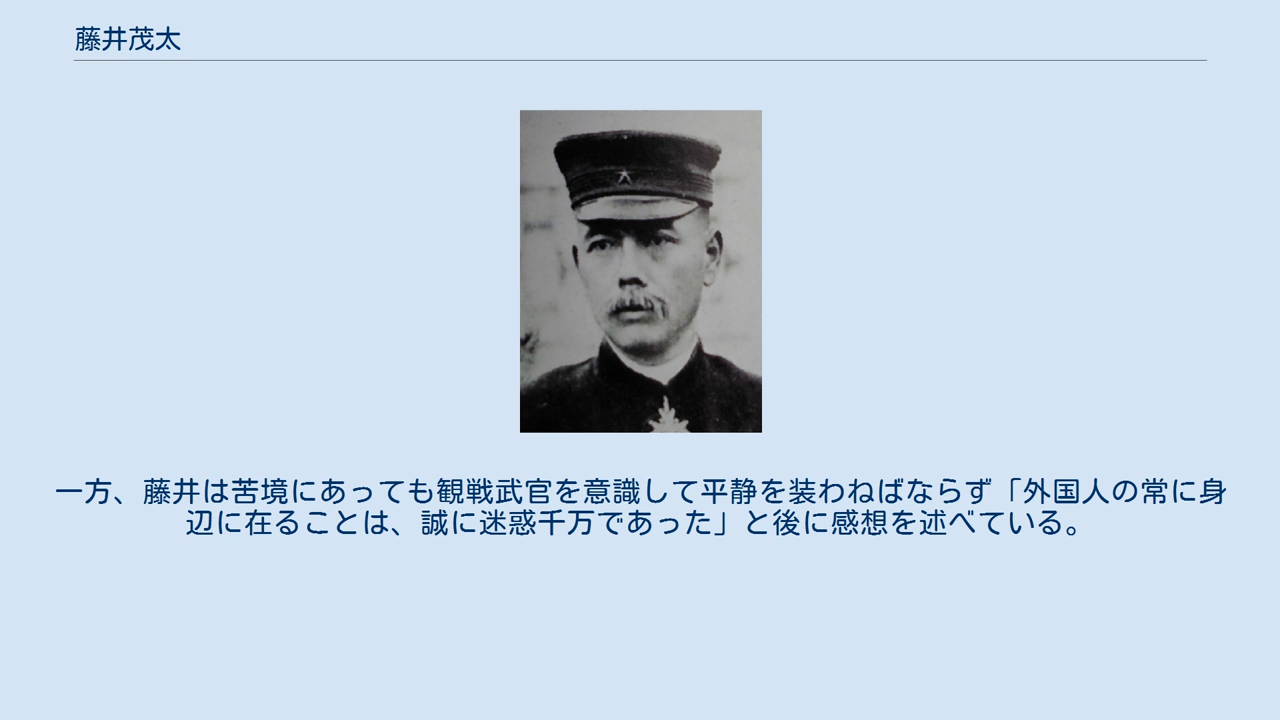 藤井茂太
一方、藤井は苦境にあっても観戦武官を意識して平静を装わねばならず「外国人の常に身
辺に在ることは、誠に迷惑千万であった」と後に感想を述べている。